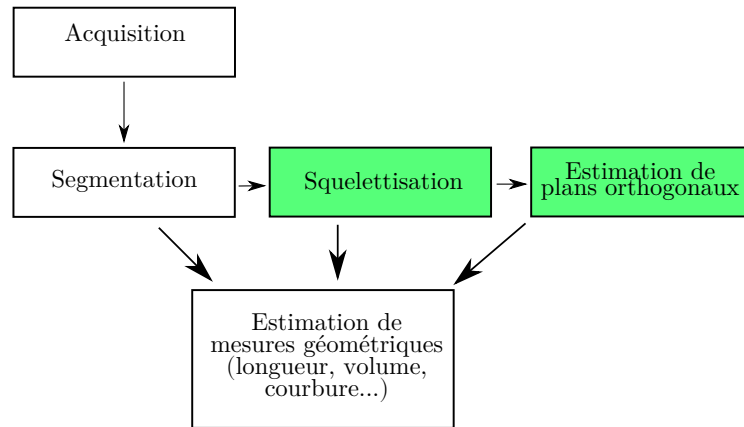 Acquisition
Segmentation
Squelettisation
Estimation de
plans orthogonaux
Estimation de
mesures géométriques
(longueur, volume,
courbure...)